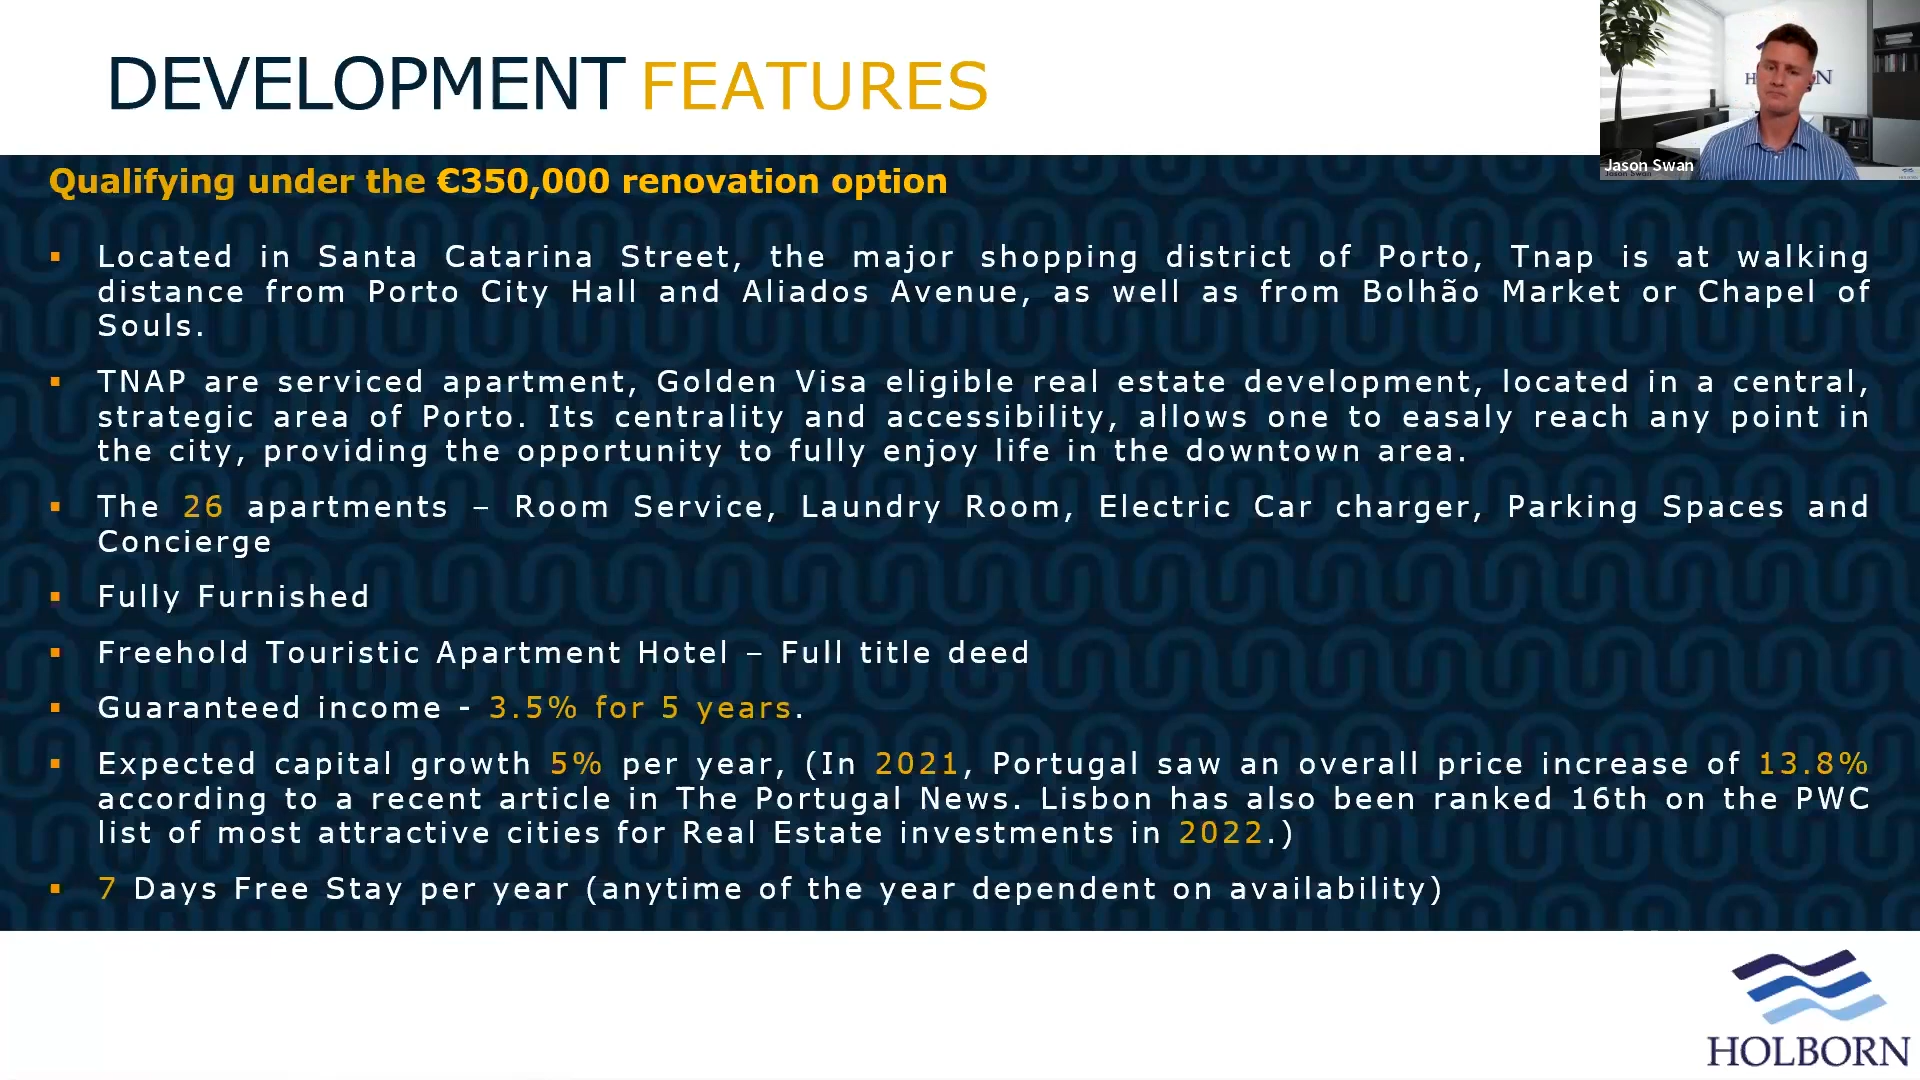 DEVELOPMENT FEATURES
Jason Swan
Qualifying under the €350,000 renovation option
▪ Located in Santa Catarina Street, the major shopping district of Porto, Tnap is at walking
distance from Porto City Hall and Aliados Avenue, as well as from Bolhão Market or Chapel of
Souls.
▪ TNAP are serviced apartment, Golden Visa eligible real estate development, located in a central,
strategic area of Porto. Its centrality and accessibility, allows one to easaly reach any point in
the city, providing the opportunity to fully enjoy life in the downtown area.
▪ The 26 apartments – Room Service, Laundry Room, Electric Car charger, Parking Spaces and
Concierge
▪ Fully Furnished
▪ Freehold Touristic Apartment Hotel – Full title deed
▪ Guaranteed income - 3.5% for 5 years.
▪ Expected capital growth 5% per year, (In 2021, Portugal saw an overall price increase of 13.8%
according to a recent article in The Portugal News. Lisbon has also been ranked 16th on the PWC
list of most attractive cities for Real Estate investments in 2022.)
▪ 7 Days Free Stay per year (anytime of the year dependent on availability)
HOLBORN